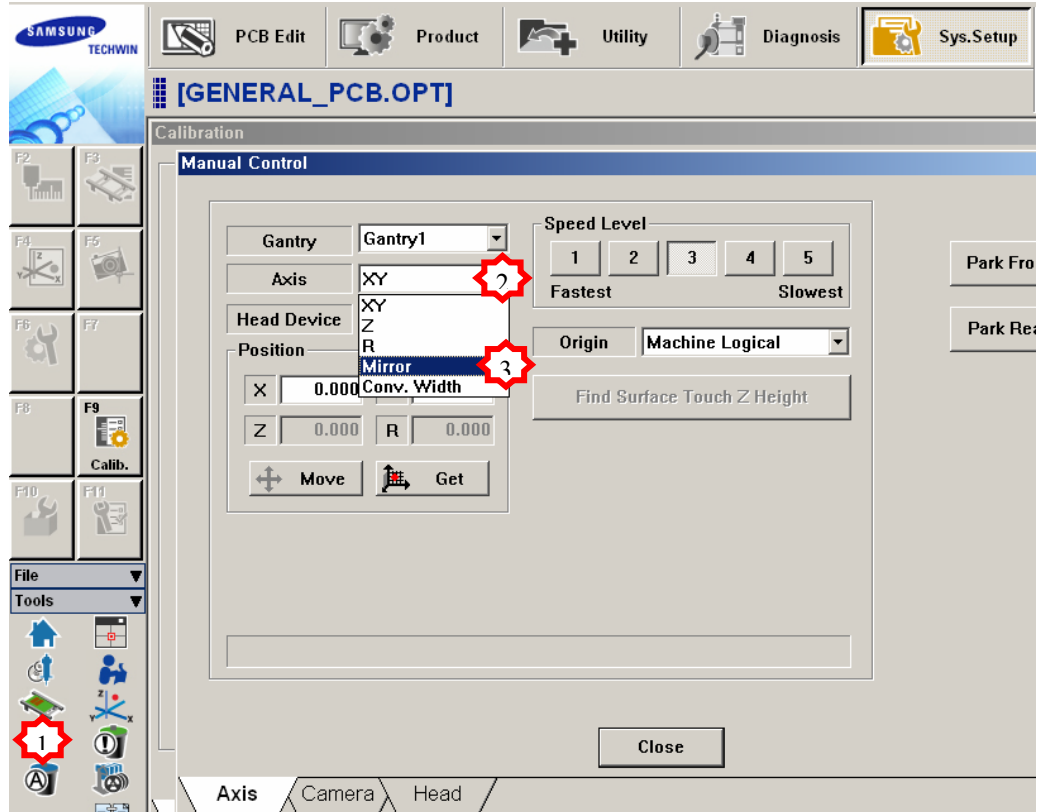 SAMSUNG
TECHWIN
PCB Edit
Product
Utility
Diagnosis
Sys.Setup
[GENERAL_PCB.OPT]
Calibration
Manual Control
F2
F3
F4
F5
F6
F7
F8
F9
Calib.
F10
F11
File
Tools
1
A
Gantry
Gantry1
Axis
XY
2
XY
Z
R
Mirror
3
Conv. Width
Head Device
Position
X 0.000
Z 0.000 R 0.000
Move
Get
Speed Level
1 2 3 4 5
Fastest Slowest
Origin
Machine Logical
Find Surface Touch Z Height
Park Fro
Park Rea
Close
Axis
Camera
Head